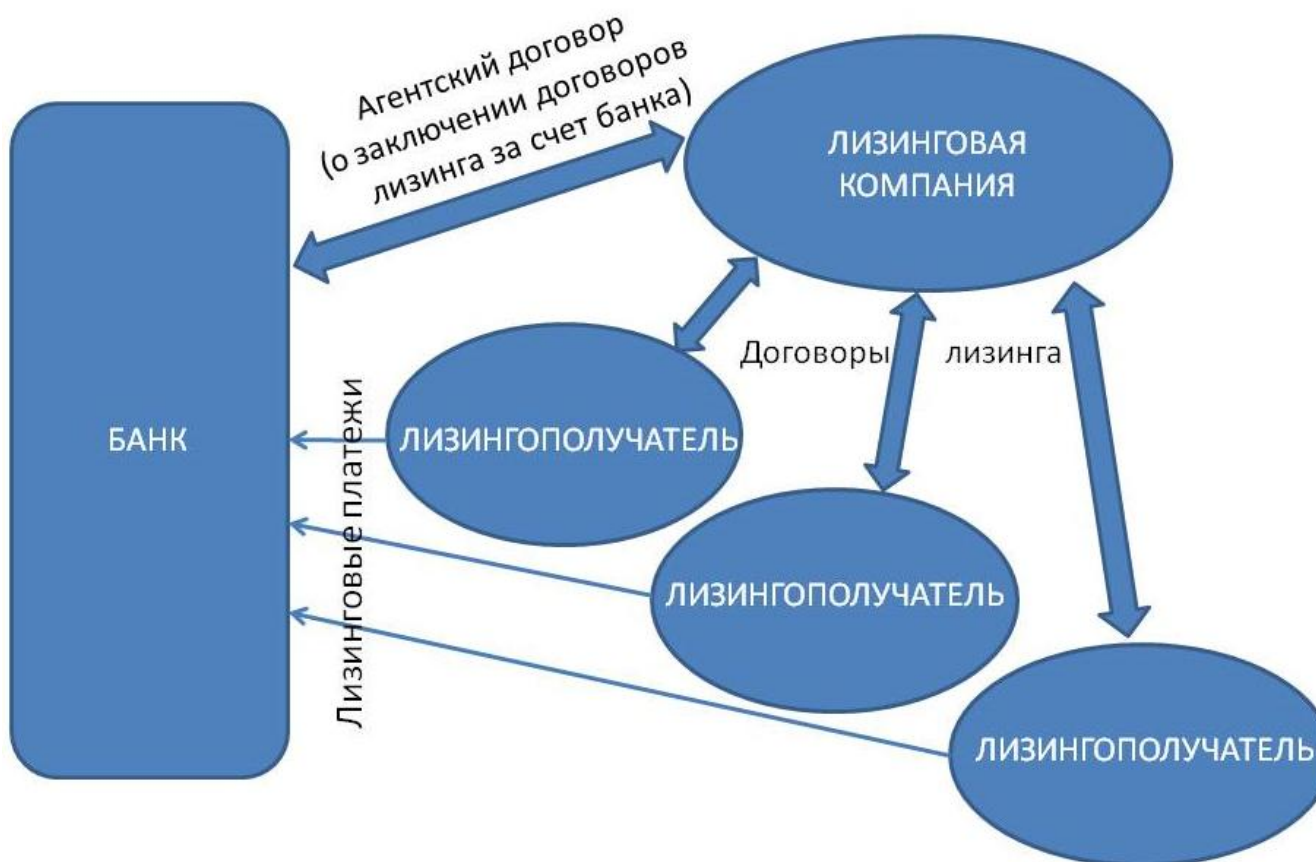 Агентский договор
(о заключении договоров
лизинга за счет банка)
ЛИЗИНГОВАЯ
КОМПАНИЯ
Договоры лизинга
БАНК
Лизинговые платежи
ЛИЗИНГОПОЛУЧАТЕЛЬ
ЛИЗИНГОПОЛУЧАТЕЛЬ
ЛИЗИНГОПОЛУЧАТЕЛЬ